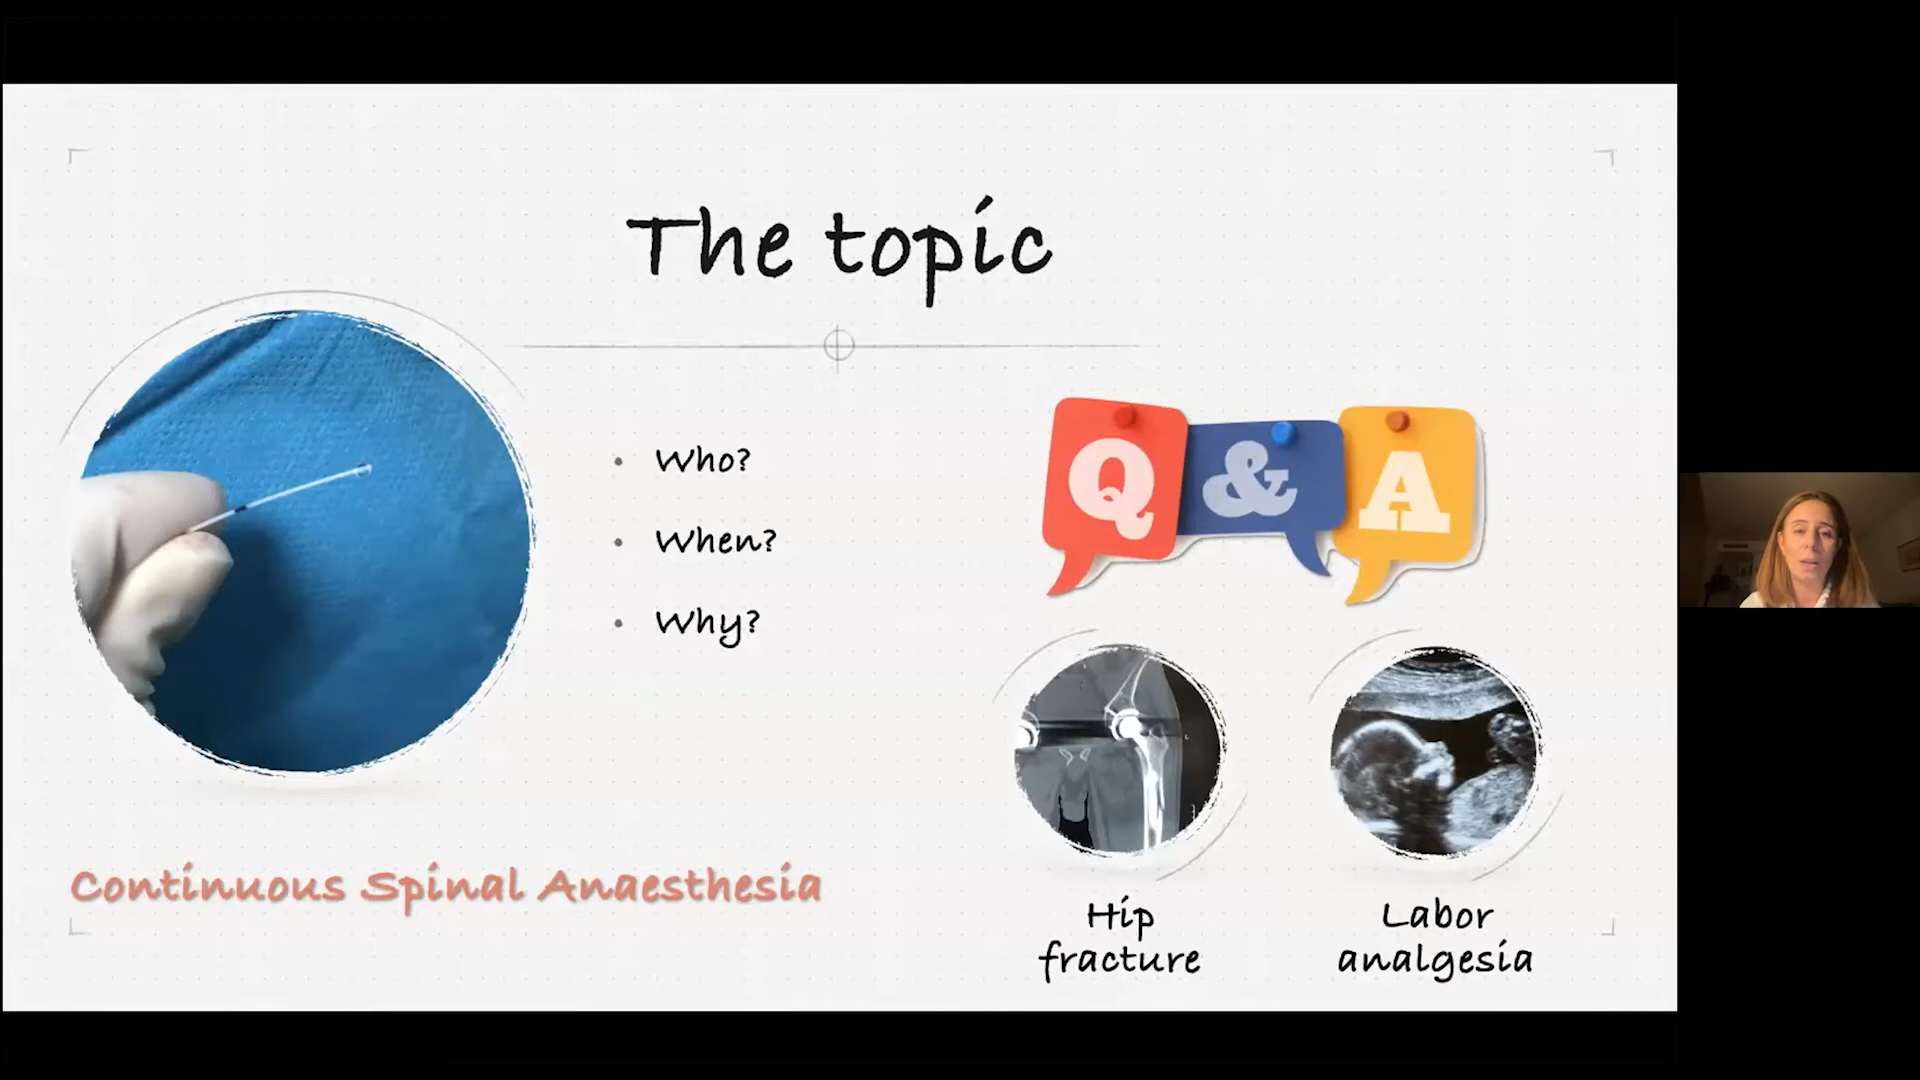 The topic
Who?
When?
Why?
Q & A
Continuous Spinal Anaesthesia
Hip
fracture
Labor
analgesia